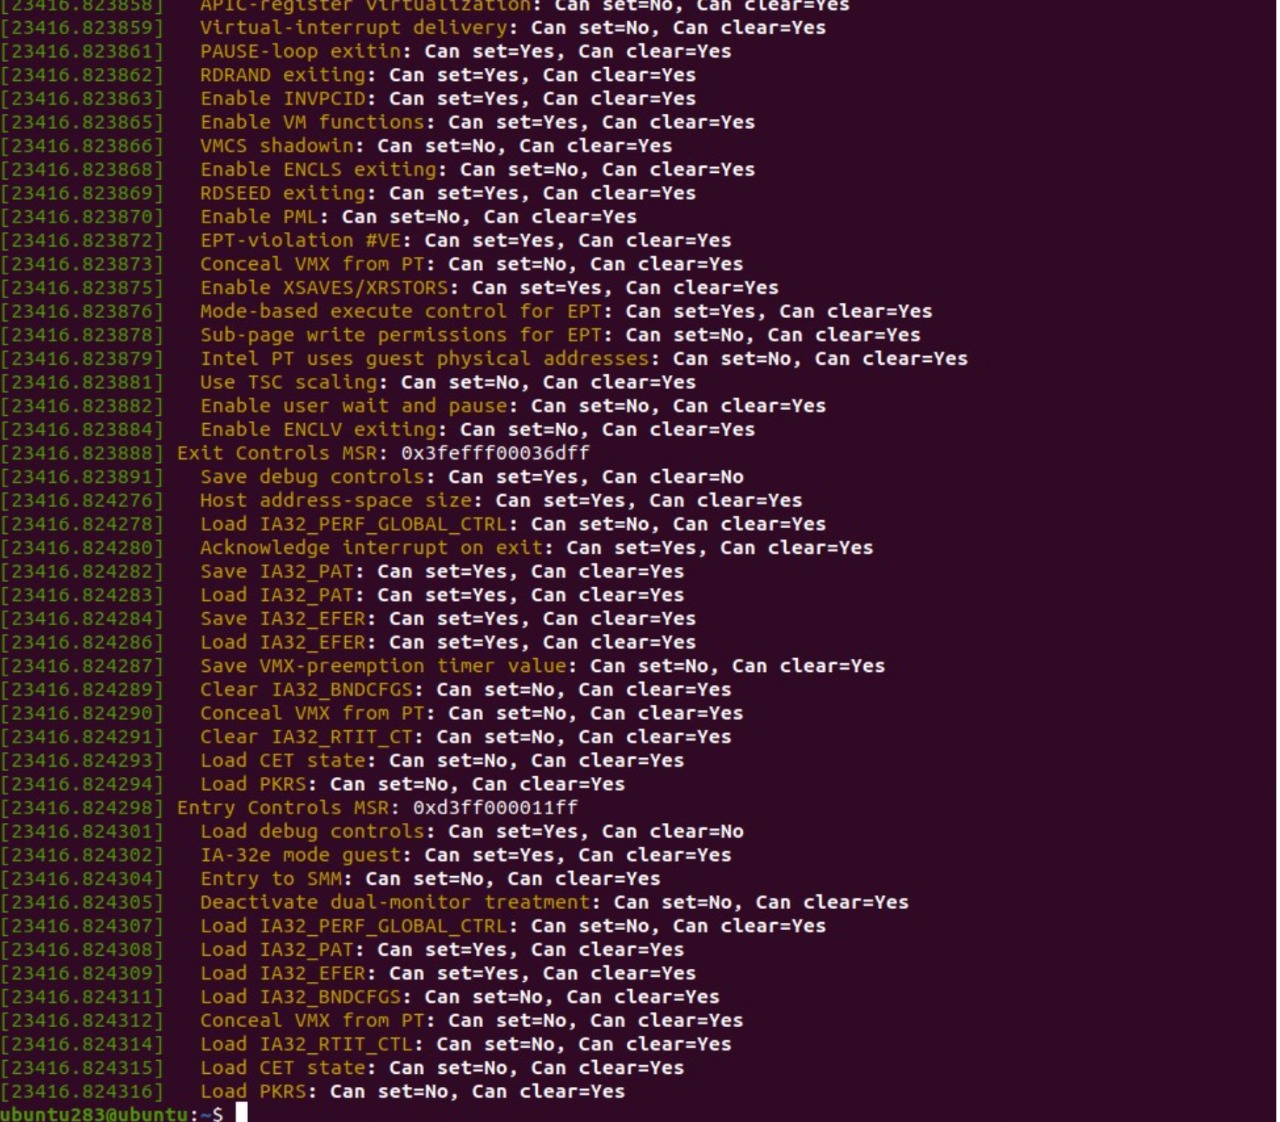 [23416.823858]   APIC-register virtualization: Can set=No, Can clear=Yes
[23416.823859]   Virtual-interrupt delivery: Can set=No, Can clear=Yes
[23416.823861]   PAUSE-loop exitin: Can set=Yes, Can clear=Yes
[23416.823862]   RDRAND exiting: Can set=Yes, Can clear=Yes
[23416.823863]   Enable INVPCID: Can set=Yes, Can clear=Yes
[23416.823865]   Enable VM functions: Can set=Yes, Can clear=Yes
[23416.823866]   VMCS shadowin: Can set=No, Can clear=Yes
[23416.823868]   Enable ENCLS exiting: Can set=No, Can clear=Yes
[23416.823869]   RDSEED exiting: Can set=Yes, Can clear=Yes
[23416.823870]   Enable PML: Can set=No, Can clear=Yes
[23416.823872]   EPT-violation #VE: Can set=Yes, Can clear=Yes
[23416.823873]   Conceal VMX from PT: Can set=No, Can clear=Yes
[23416.823875]   Enable XSAVES/XRSTORS: Can set=Yes, Can clear=Yes
[23416.823876]   Mode-based execute control for EPT: Can set=Yes, Can clear=Yes
[23416.823878]   Sub-page write permissions for EPT: Can set=No, Can clear=Yes
[23416.823879]   Intel PT uses guest physical addresses: Can set=No, Can clear=Yes
[23416.823881]   Use TSC scaling: Can set=No, Can clear=Yes
[23416.823882]   Enable user wait and pause: Can set=No, Can clear=Yes
[23416.823884]   Enable ENCLV exiting: Can set=No, Can clear=Yes
[23416.823888] Exit Controls MSR: 0x3fefff00036dff
[23416.823891]   Save debug controls: Can set=Yes, Can clear=No
[23416.824276]   Host address-space size: Can set=Yes, Can clear=Yes
[23416.824278]   Load IA32_PERF_GLOBAL_CTRL: Can set=No, Can clear=Yes
[23416.824280]   Acknowledge interrupt on exit: Can set=Yes, Can clear=Yes
[23416.824282]   Save IA32_PAT: Can set=Yes, Can clear=Yes
[23416.824283]   Load IA32_PAT: Can set=Yes, Can clear=Yes
[23416.824284]   Save IA32_EFER: Can set=Yes, Can clear=Yes
[23416.824286]   Load IA32_EFER: Can set=Yes, Can clear=Yes
[23416.824287]   Save VMX-preemption timer value: Can set=No, Can clear=Yes
[23416.824289]   Clear IA32_BNDCFGS: Can set=No, Can clear=Yes
[23416.824290]   Conceal VMX from PT: Can set=No, Can clear=Yes
[23416.824291]   Clear IA32_RTIT_CT: Can set=No, Can clear=Yes
[23416.824293]   Load CET state: Can set=No, Can clear=Yes
[23416.824294]   Load PKRS: Can set=No, Can clear=Yes
[23416.824298] Entry Controls MSR: 0xd3ff000011ff
[23416.824301]   Load debug controls: Can set=Yes, Can clear=No
[23416.824302]   IA-32e mode guest: Can set=Yes, Can clear=Yes
[23416.824304]   Entry to SMM: Can set=No, Can clear=Yes
[23416.824305]   Deactivate dual-monitor treatment: Can set=No, Can clear=Yes
[23416.824307]   Load IA32_PERF_GLOBAL_CTRL: Can set=No, Can clear=Yes
[23416.824308]   Load IA32_PAT: Can set=Yes, Can clear=Yes
[23416.824309]   Load IA32_EFER: Can set=Yes, Can clear=Yes
[23416.824311]   Load IA32_BNDCFGS: Can set=No, Can clear=Yes
[23416.824312]   Conceal VMX from PT: Can set=No, Can clear=Yes
[23416.824314]   Load IA32_RTIT_CTL: Can set=No, Can clear=Yes
[23416.824315]   Load CET state: Can set=No, Can clear=Yes
[23416.824316]   Load PKRS: Can set=No, Can clear=Yes
ubuntu283@ubuntu:~$